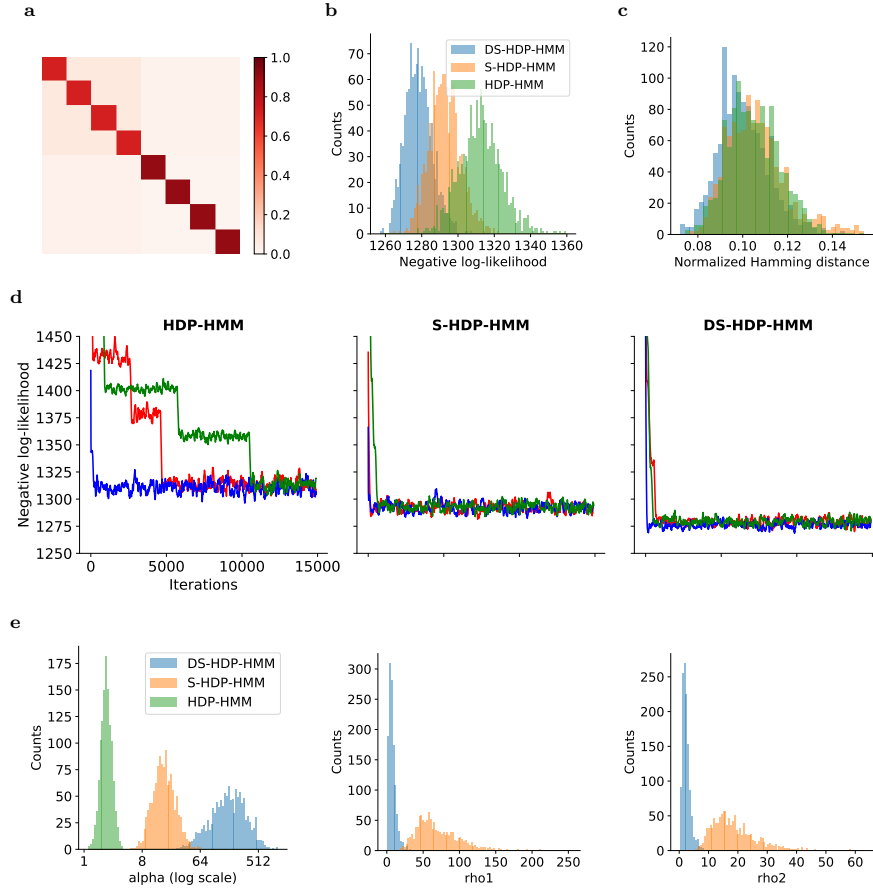 a
1.0
0.8
0.6
0.4
0.2
0.0
b
70
60
50
40
30
20
10
0
Counts
DS-HDP-HMM
S-HDP-HMM
HDP-HMM
1260 1280 1300 1320 1340 1360
Negative log-likelihood
c
120
100
80
60
40
20
0
Counts
0.08 0.10 0.12 0.14
Normalized Hamming distance
d
HDP-HMM
1450
1425
1400
1375
1350
1325
1300
1275
1250
Negative log-likelihood
0 5000 10000 15000
Iterations
S-HDP-HMM
DS-HDP-HMM
e
175
150
125
100
75
50
25
0
Counts
DS-HDP-HMM
S-HDP-HMM
HDP-HMM
1 8 64 512
alpha (log scale)
300
250
200
150
100
50
0
Counts
0 50 100 150 200 250
rho1
250
200
150
100
50
0
Counts
0 10 20 30 40 50 60
rho2